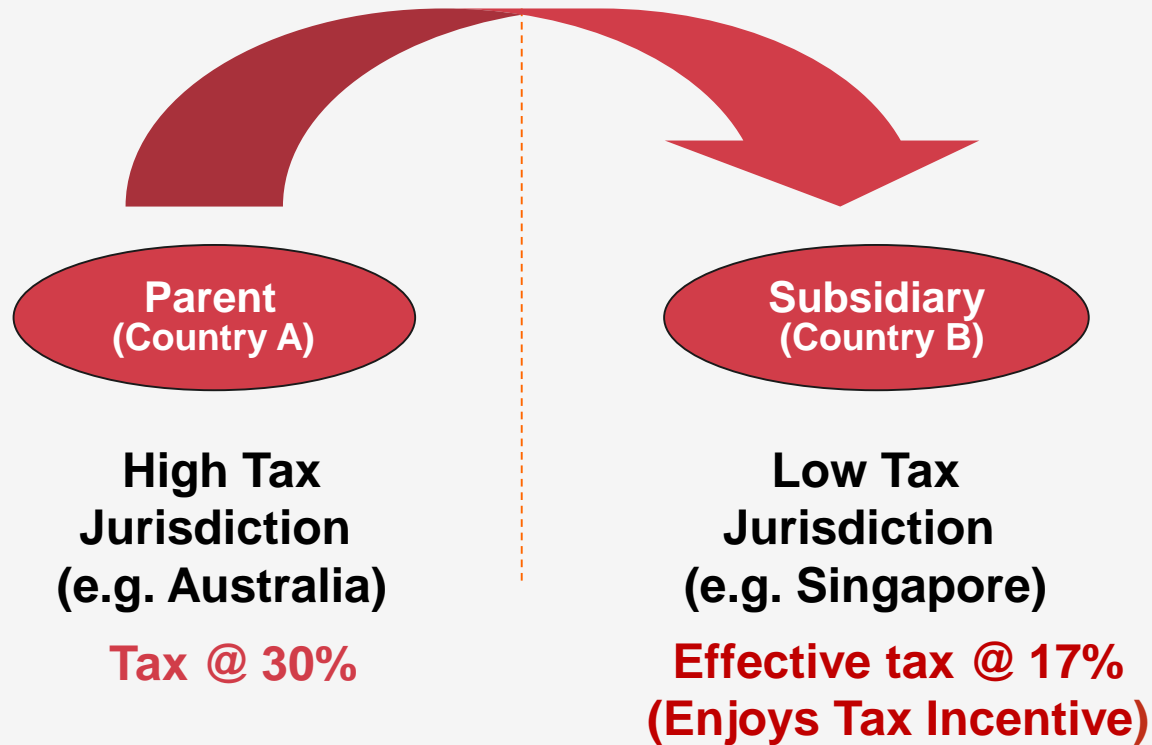 Parent
(Country A)
High Tax
Jurisdiction
(e.g. Australia)
Tax @ 30%
Subsidiary
(Country B)
Low Tax
Jurisdiction
(e.g. Singapore)
Effective tax @ 17%
(Enjoys Tax Incentive)